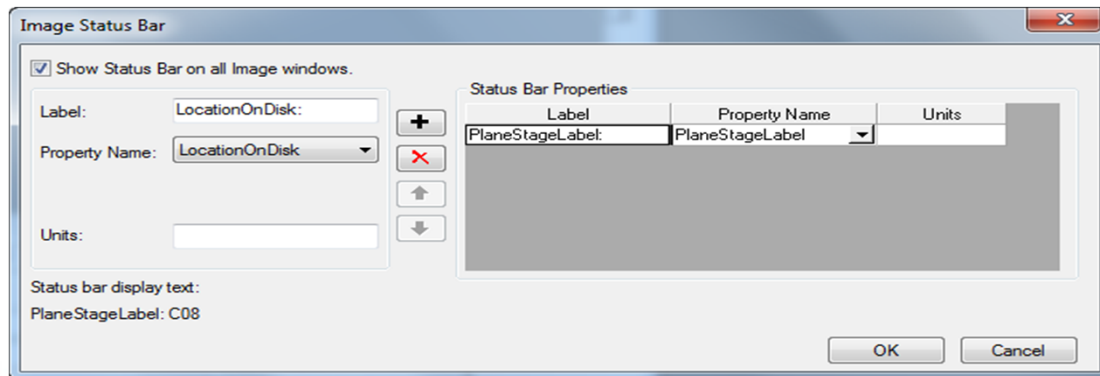 Image Status Bar
Show Status Bar on all Image windows.
Label:
LocationOnDisk:
Property Name:
LocationOnDisk
Units:
Status Bar Properties
Label Property Name Units
PlaneStageLabel: PlaneStageLabel
Status bar display text:
PlaneStageLabel: C08
OK Cancel